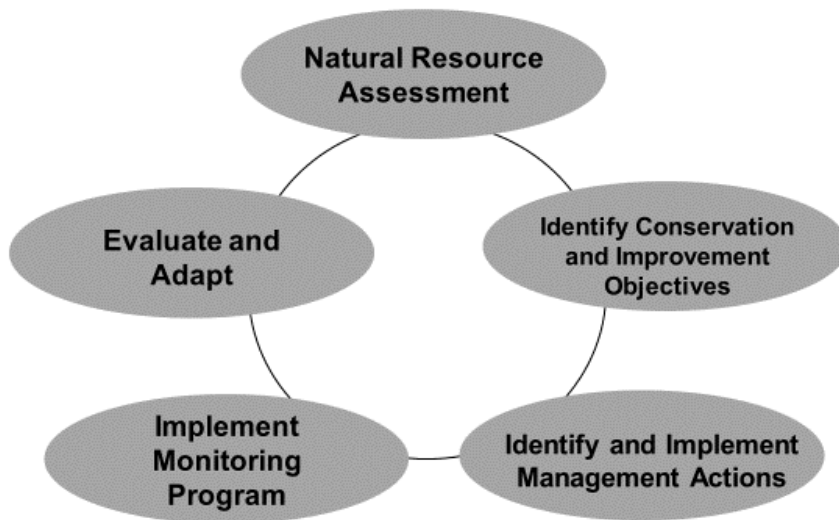 Natural Resource
Assessment
Identify Conservation
and Improvement
Objectives
Identify and Implement
Management Actions
Implement
Monitoring
Program
Evaluate and
Adapt